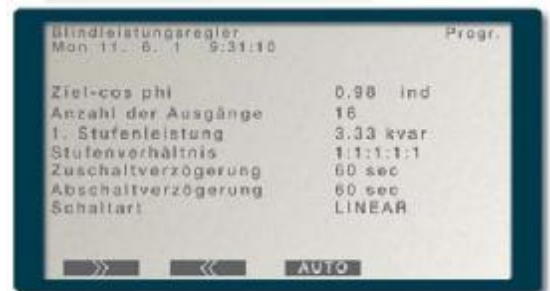 Blindleistungsregler Progr.
Mon 11. 6. 1 9:31:10
Ziel-cos phi 0.98 ind
Anzahl der Ausgänge 16
1. Stufenleistung 3.33 kvar
Stufenverhältnis 1:1:1:1:1
Zuschaltverzögerung 60 sec
Abschaltverzögerung 60 sec
Schaltart LINEAR
>> << AUTO